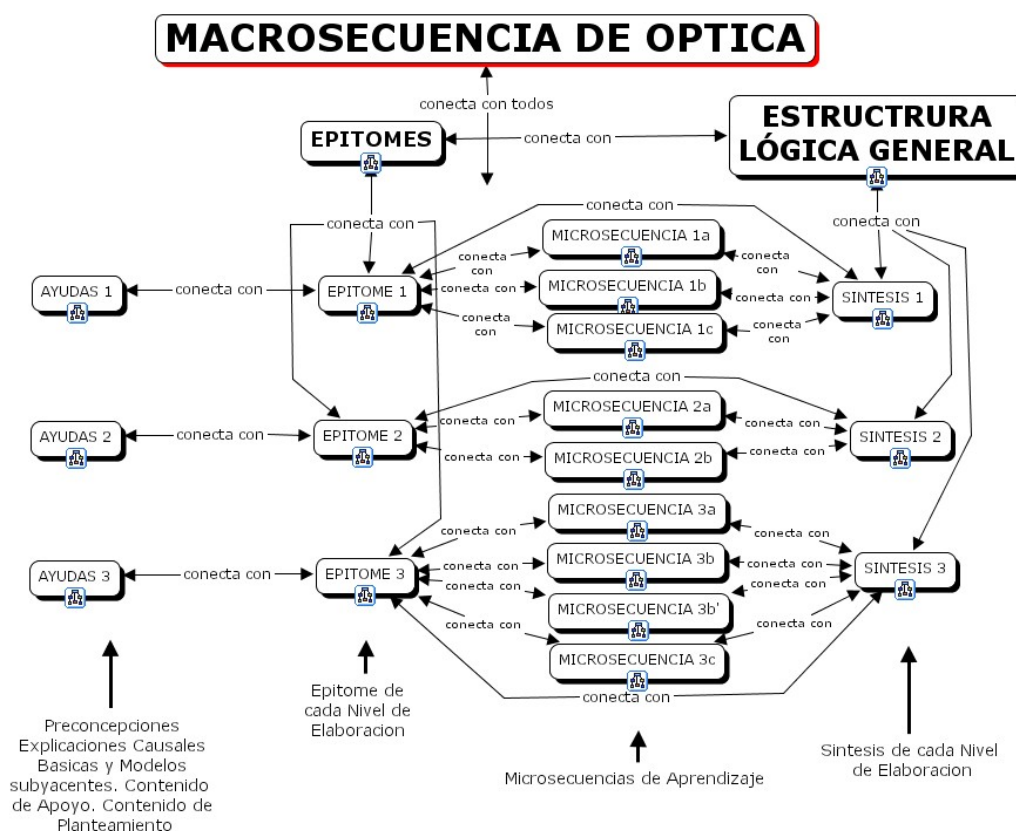 MACROSECUENCIA DE OPTICA
conecta con todos
EPITOMES
conecta con
ESTRUCTRURA
LÓGICA GENERAL
conecta con
conecta con
conecta con
MICROSECUENCIA 1a
conecta
con
conecta
con
AYUDAS 1
conecta con
EPITOME 1
conecta con
MICROSECUENCIA 1b
conecta con
SINTESIS 1
conecta
con
MICROSECUENCIA 1c
conecta
con
conecta con
MICROSECUENCIA 2a
conecta con
conecta con
AYUDAS 2
conecta con
EPITOME 2
SINTESIS 2
conecta con
MICROSECUENCIA 2b
conecta con
MICROSECUENCIA 3a
conecta con
conecta con
AYUDAS 3
conecta con
EPITOME 3
conecta con
MICROSECUENCIA 3b
conecta con
SINTESIS 3
conecta con
MICROSECUENCIA 3b'
conecta con
conecta con
MICROSECUENCIA 3c
conecta con
conecta con
Preconcepciones
Explicaciones Causales
Basicas y Modelos
subyacentes. Contenido
de Apoyo. Contenido de
Planteamiento
Epitome de
cada Nivel de
Elaboracion
Microsecuencias de Aprendizaje
Sintesis de cada Nivel
de Elaboracion